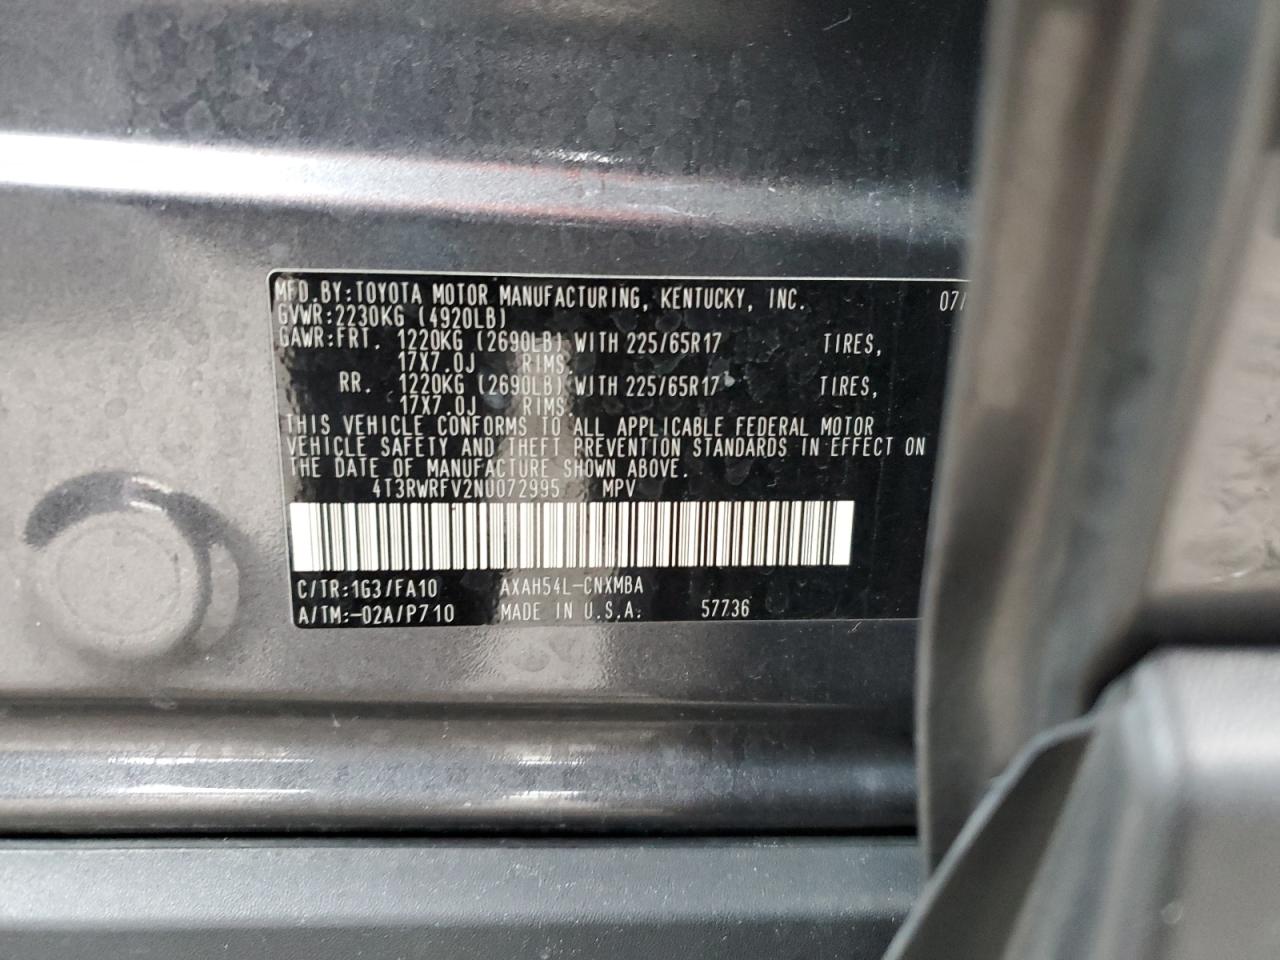 MFD.BY:TOYOTA MOTOR MANUFACTURING, KENTUCKY, INC. 07/
GVWR:2230KG (4920LB)
GAWR:FRT. 1220KG (2690LB) WITH 225/65R17 TIRES,
17X7.0J RIMS.
RR. 1220KG (2690LB) WITH 225/65R17 TIRES,
17X7.0J RIMS.
THIS VEHICLE CONFORMS TO ALL APPLICABLE FEDERAL MOTOR
VEHICLE SAFETY AND THEFT PREVENTION STANDARDS IN EFFECT ON
THE DATE OF MANUFACTURE SHOWN ABOVE.
4T3RWRFV2NU072995 MPV
C/TR:1G3/FA10 AXAH54L-CNXMBA
A/TM:-02A/P710 MADE IN U.S.A. 57736